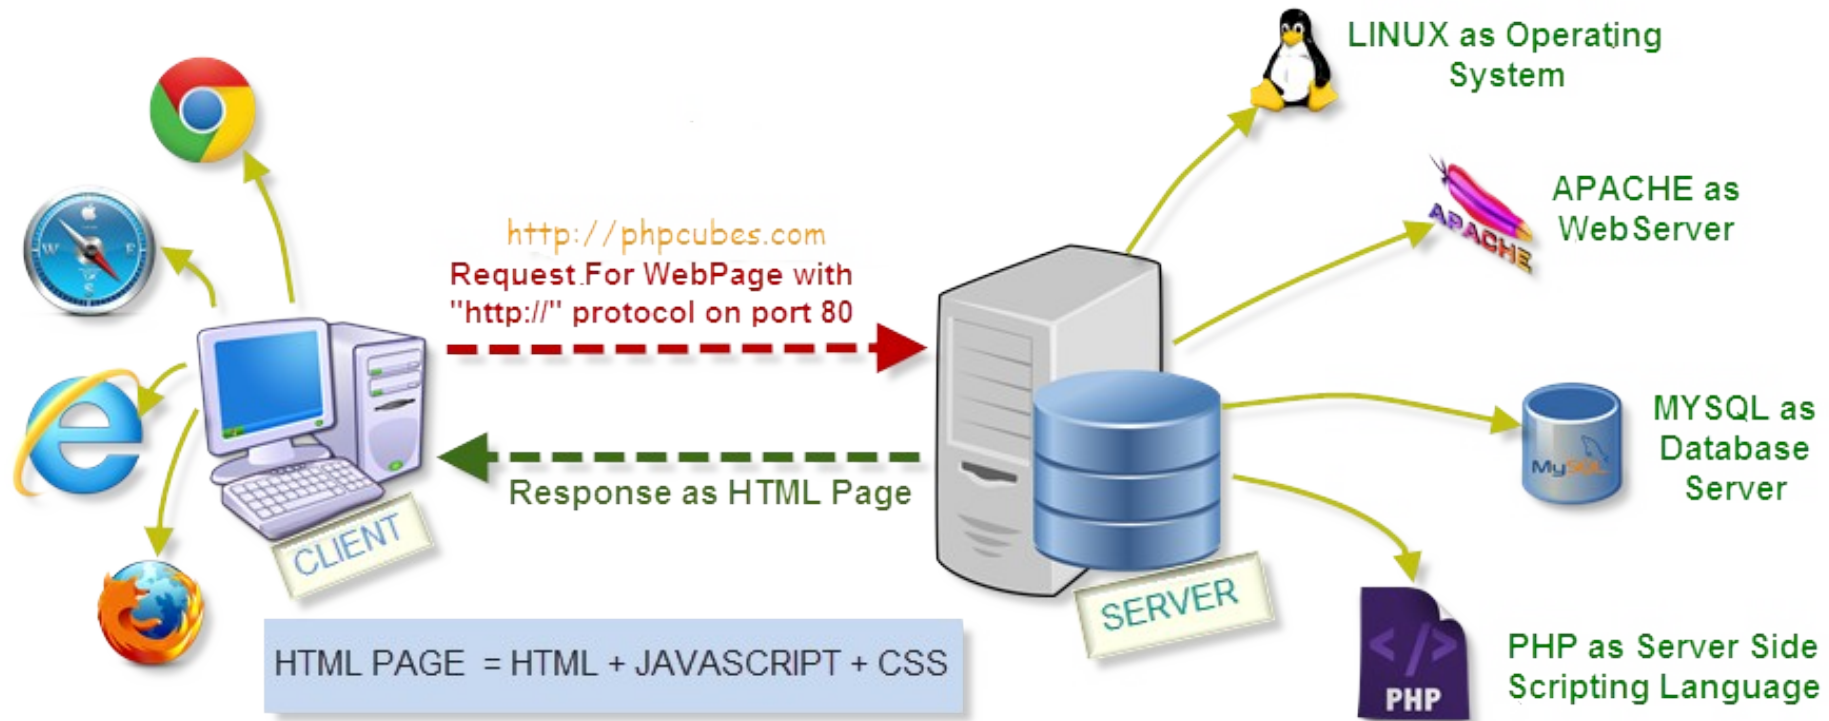 LINUX as Operating
System
APACHE
APACHE as
WebServer
http://phpcubes.com
Request.For WebPage with
"http://" protocol on port 80
W
E
S
Response as HTML Page
MySQL
MYSQL as
Database
Server
CLIENT
SERVER
</>
PHP
PHP as Server Side
Scripting Language
HTML PAGE = HTML + JAVASCRIPT + CSS